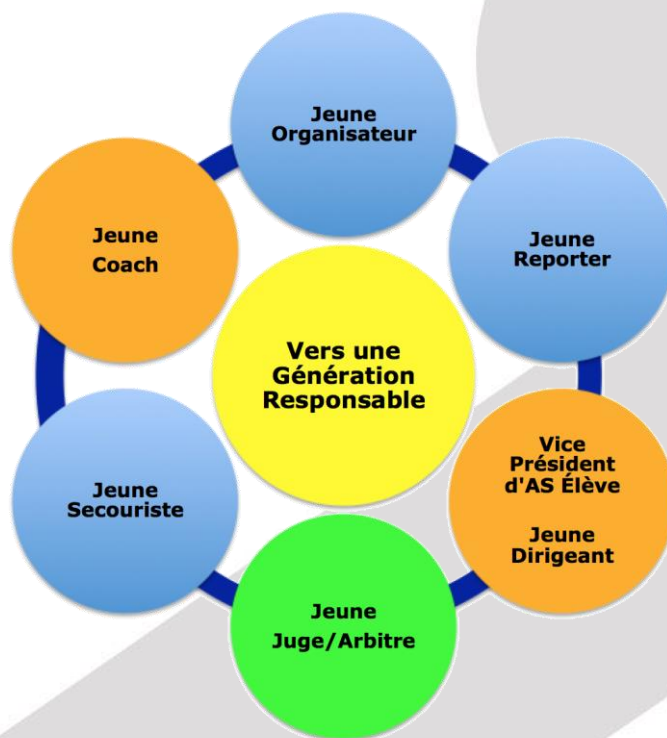 Jeune
Organisateur
Jeune
Coach
Jeune
Reporter
Vers une
Génération
Responsable
Vice
Président
d'AS Élève
Jeune
Dirigeant
Jeune
Secouriste
Jeune
Juge/Arbitre